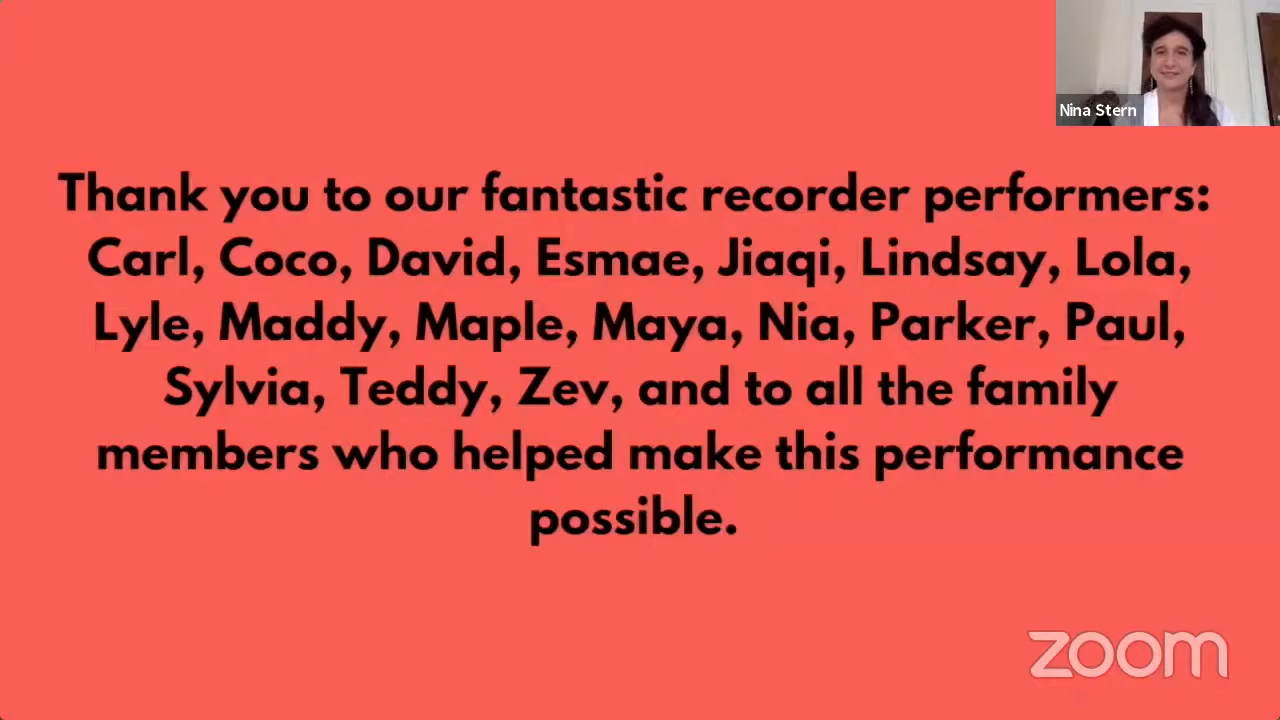 Nina Stern
Thank you to our fantastic recorder performers:
Carl, Coco, David, Esmae, Jiaqi, Lindsay, Lola,
Lyle, Maddy, Maple, Maya, Nia, Parker, Paul,
Sylvia, Teddy, Zev, and to all the family
members who helped make this performance
possible.
zoom